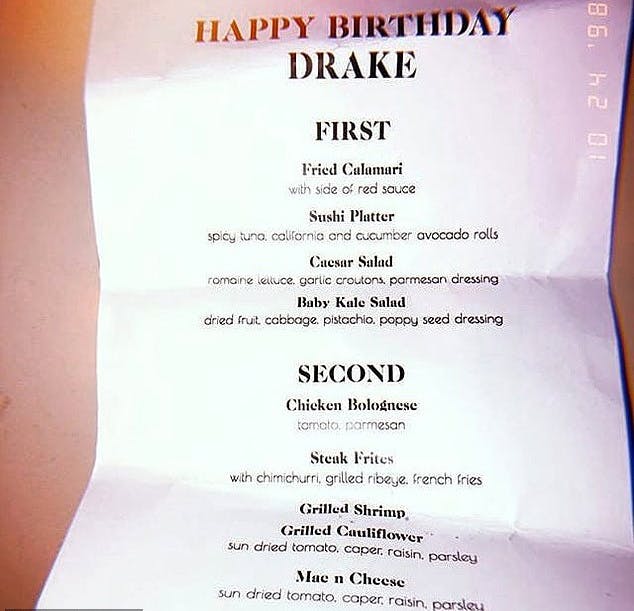 HAPPY BIRTHDAY
DRAKE
FIRST
Fried Calamari
with side of red sauce
Sushi Platter
spicy tuna, california and cucumber avocado rolls
Caesar Salad
romaine lettuce, garlic croutons, parmesan dressing
Baby Kale Salad
dried fruit, cabbage, pistachio, poppy seed dressing
SECOND
Chicken Bolognese
tomato, parmesan
Steak Frites
with chimichurri, grilled ribeye, french fries
Grilled Shrimp
Grilled Cauliflower
sun dried tomato, caper, raisin, parsley
Mac n Cheese
sun dried tomato, caper, raisin, parsley
10 24 '98